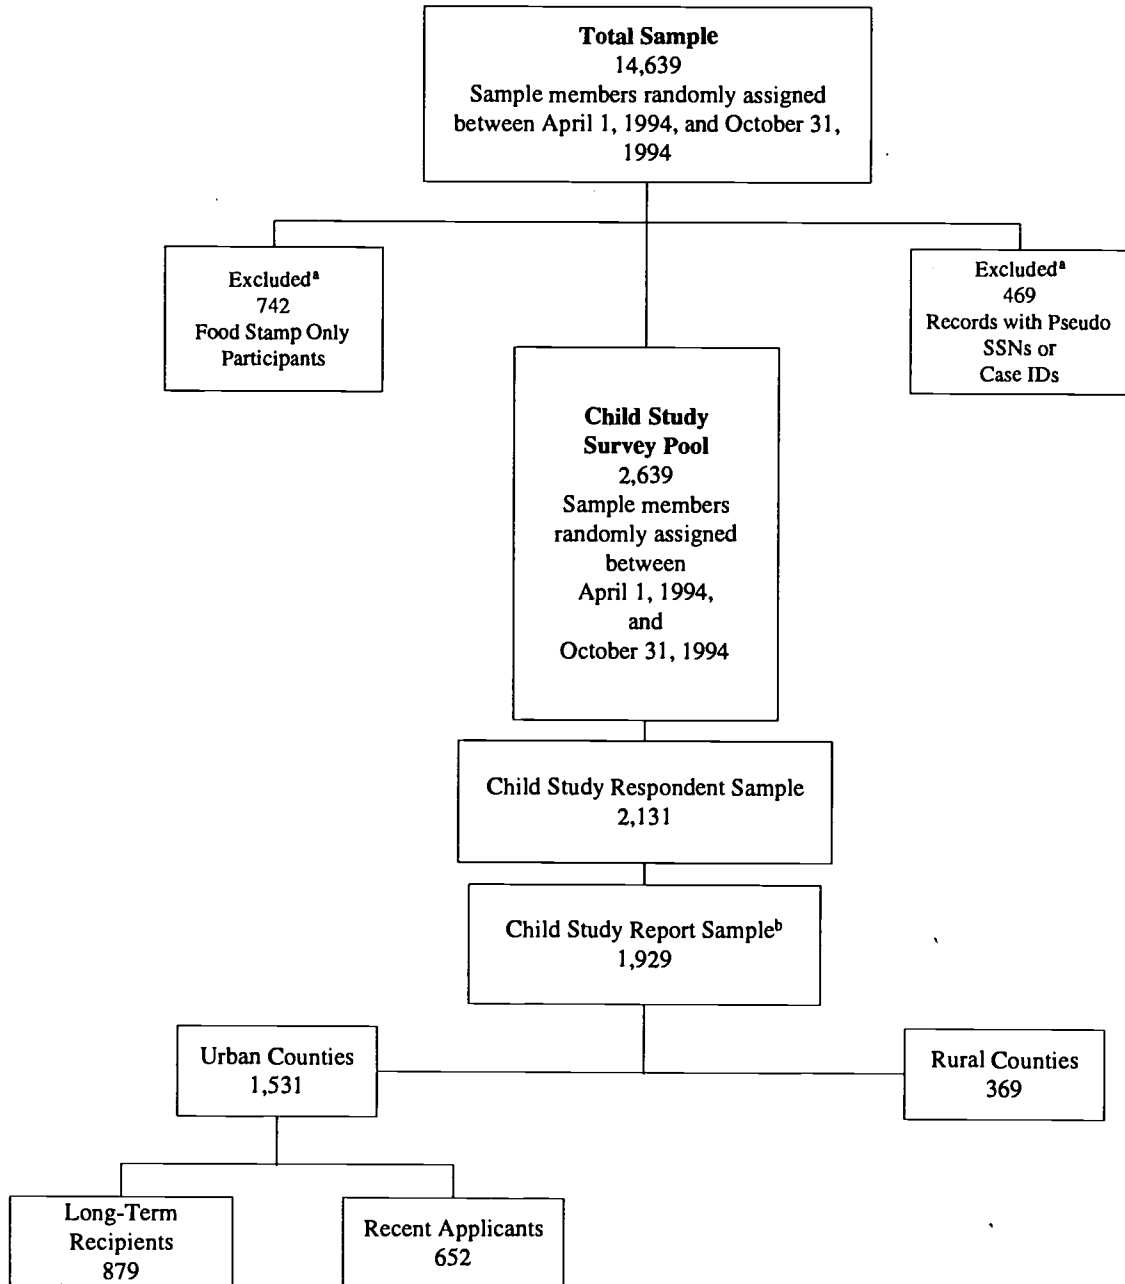 Total Sample
14,639
Sample members randomly assigned
between April 1, 1994, and October 31,
1994
Excludedᵃ
742
Food Stamp Only
Participants
Excludedᵃ
469
Records with Pseudo
SSNs or
Case IDs
Child Study
Survey Pool
2,639
Sample members
randomly assigned
between
April 1, 1994,
and
October 31, 1994
Child Study Respondent Sample
2,131
Child Study Report Sampleᵇ
1,929
Urban Counties
1,531
Rural Counties
369
Long-Term
Recipients
879
Recent Applicants
652